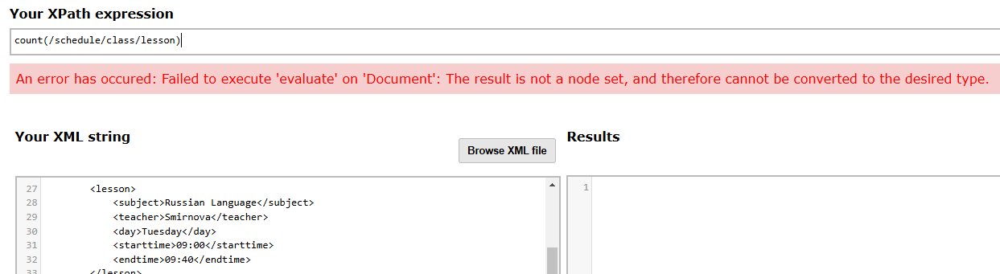 Your XPath expression
count(/schedule/class/lesson)
An error has occured: Failed to execute 'evaluate' on 'Document': The result is not a node set, and therefore cannot be converted to the desired type.
Your XML string
Browse XML file
Results
27 <lesson>
28 <subject>Russian Language</subject>
29 <teacher>Smirnova</teacher>
30 <day>Tuesday</day>
31 <starttime>09:00</starttime>
32 <endtime>09:40</endtime>
33 </lesson>
1